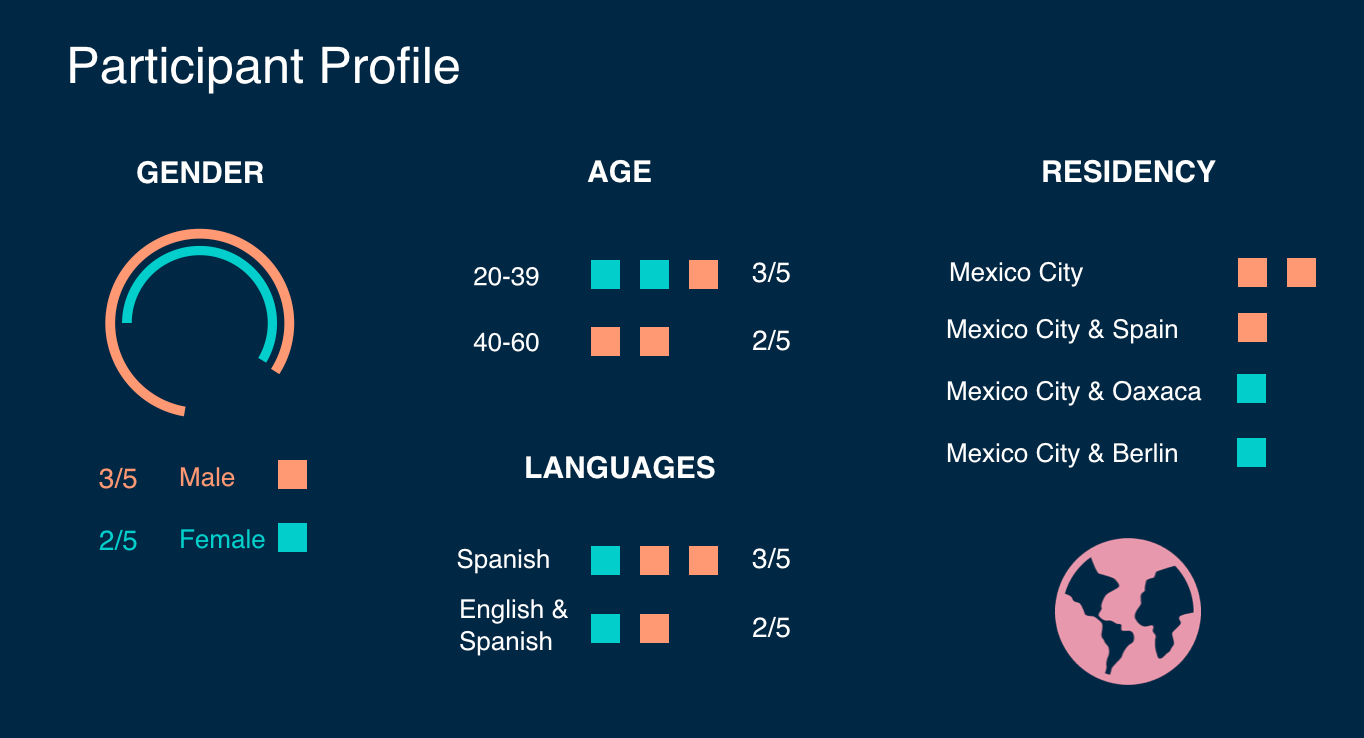 Participant Profile
GENDER
3/5 Male
2/5 Female
AGE
20-39 3/5
40-60 2/5
LANGUAGES
Spanish 3/5
English &
Spanish 2/5
RESIDENCY
Mexico City
Mexico City & Spain
Mexico City & Oaxaca
Mexico City & Berlin